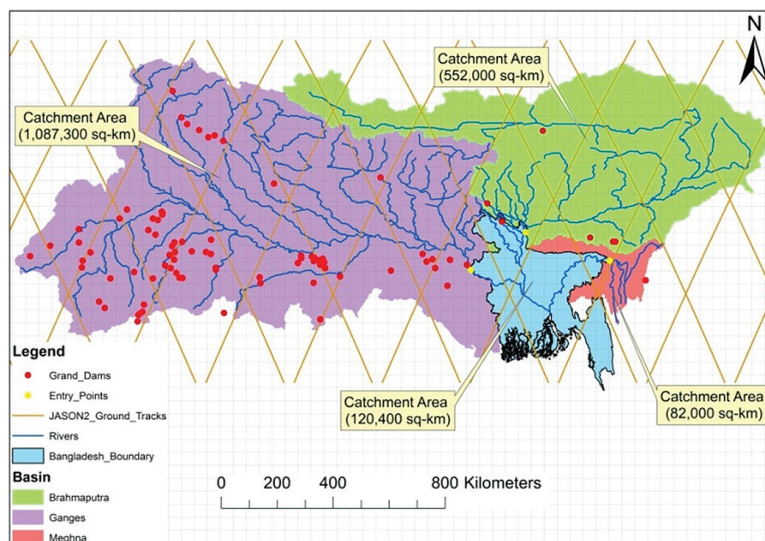 N
Catchment Area
(552,000 sq-km)
Catchment Area
(1,087,300 sq-km)
Legend
Grand_Dams
Entry_Points
JASON2_Ground_Tracks
Rivers
Bangladesh_Boundary
Basin
Brahmaputra
Ganges
Meghna
Catchment Area
(120,400 sq-km)
Catchment Area
(82,000 sq-km)
0 200 400 800 Kilometers